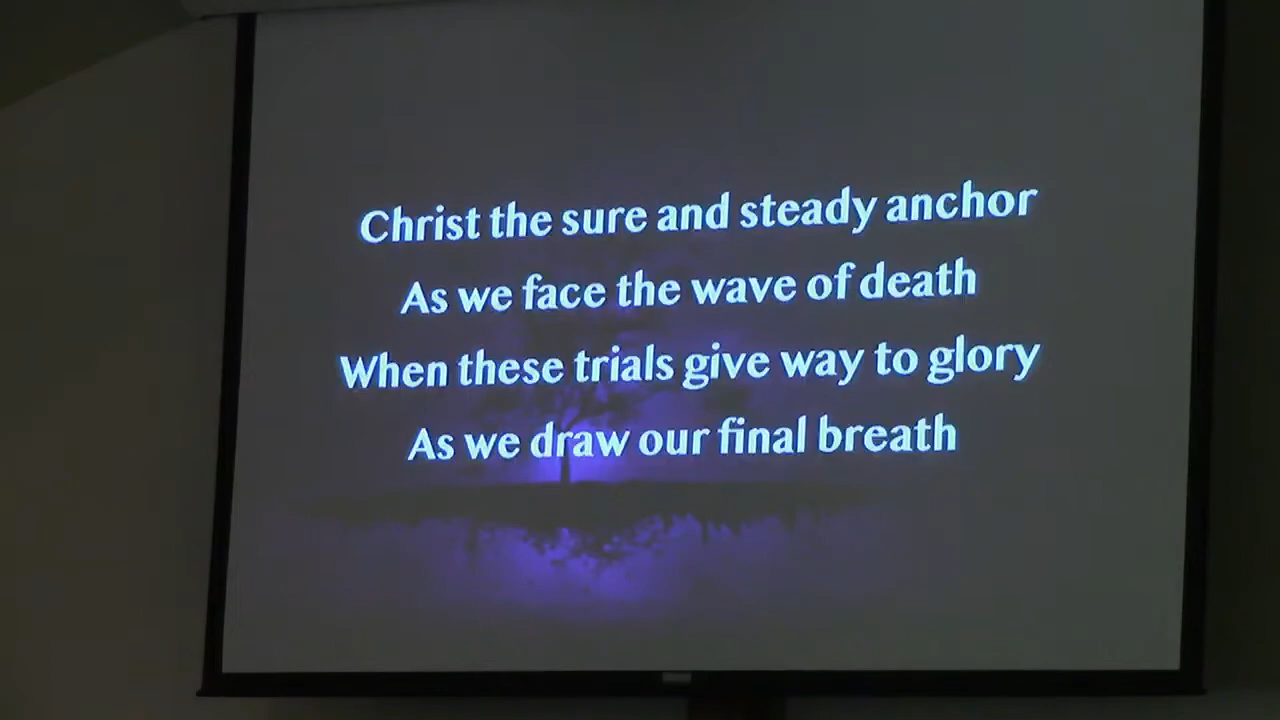 Christ the sure and steady anchor
As we face the wave of death
When these trials give way to glory
As we draw our final breath